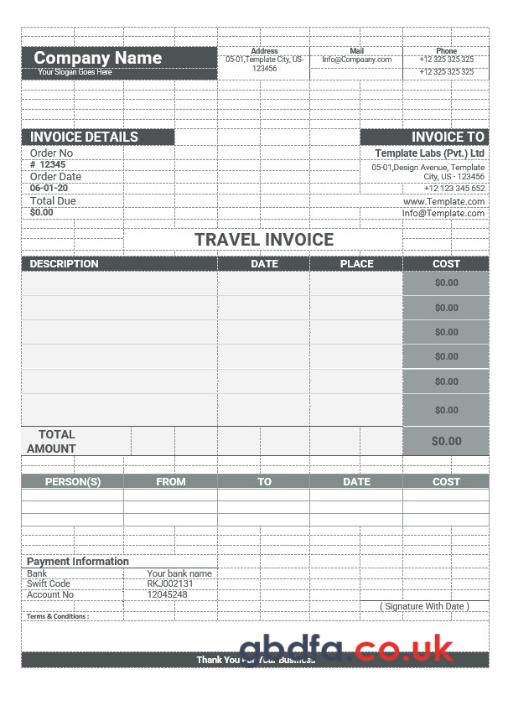 Company Name
Your Slogan Goes Here
Address
05-01,Template City, US-
123456
Mail
Info@Company.com
Phone
+12 325 325 325
+12 325 325 325
INVOICE DETAILS
Order No
# 12345
Order Date
06-01-20
Total Due
$0.00
INVOICE TO
Template Labs (Pvt.) Ltd
05-01,Design Avenue, Template
City, US - 123456
+12 123 345 652
www.Template.com
Info@Template.com
TRAVEL INVOICE
DESCRIPTION DATE PLACE COST
$0.00
$0.00
$0.00
$0.00
$0.00
$0.00
TOTAL
AMOUNT
$0.00
PERSON(S) FROM TO DATE COST
Payment Information
Bank Your bank name
Swift Code RKJ002131
Account No 12045248
( Signature With Date )
Terms & Conditions :
Thank You For Your Business
gbdfa.co.uk